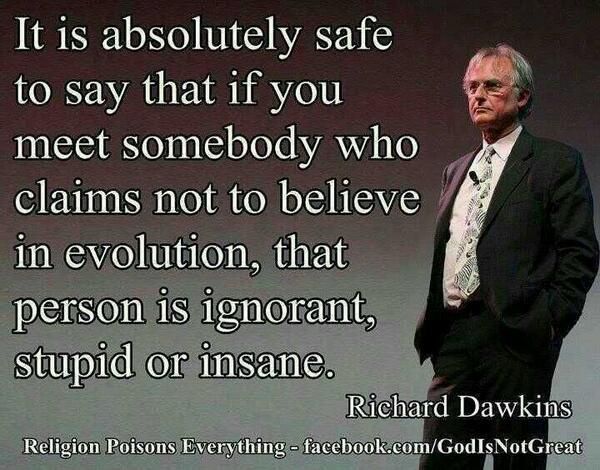 It is absolutely safe
to say that if you
meet somebody who
claims not to believe
in evolution, that
person is ignorant,
stupid or insane.
Richard Dawkins
Religion Poisons Everything - facebook.com/GodIsNotGreat